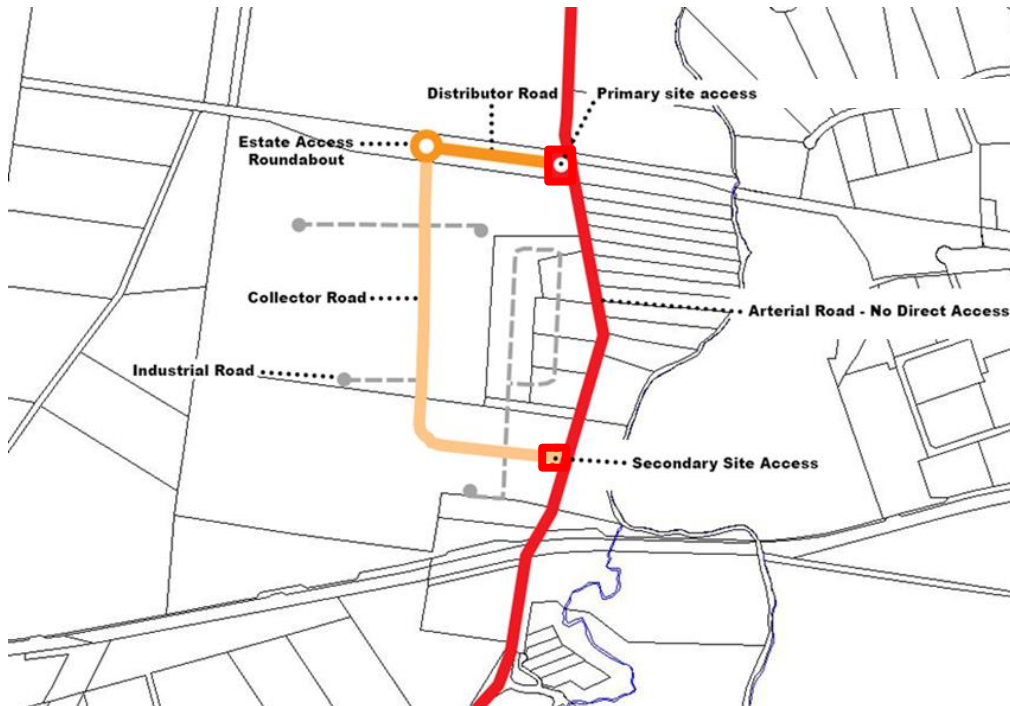 Distributor Road
Primary site access
Estate Access
Roundabout
Collector Road
Arterial Road - No Direct Access
Industrial Road
Secondary Site Access